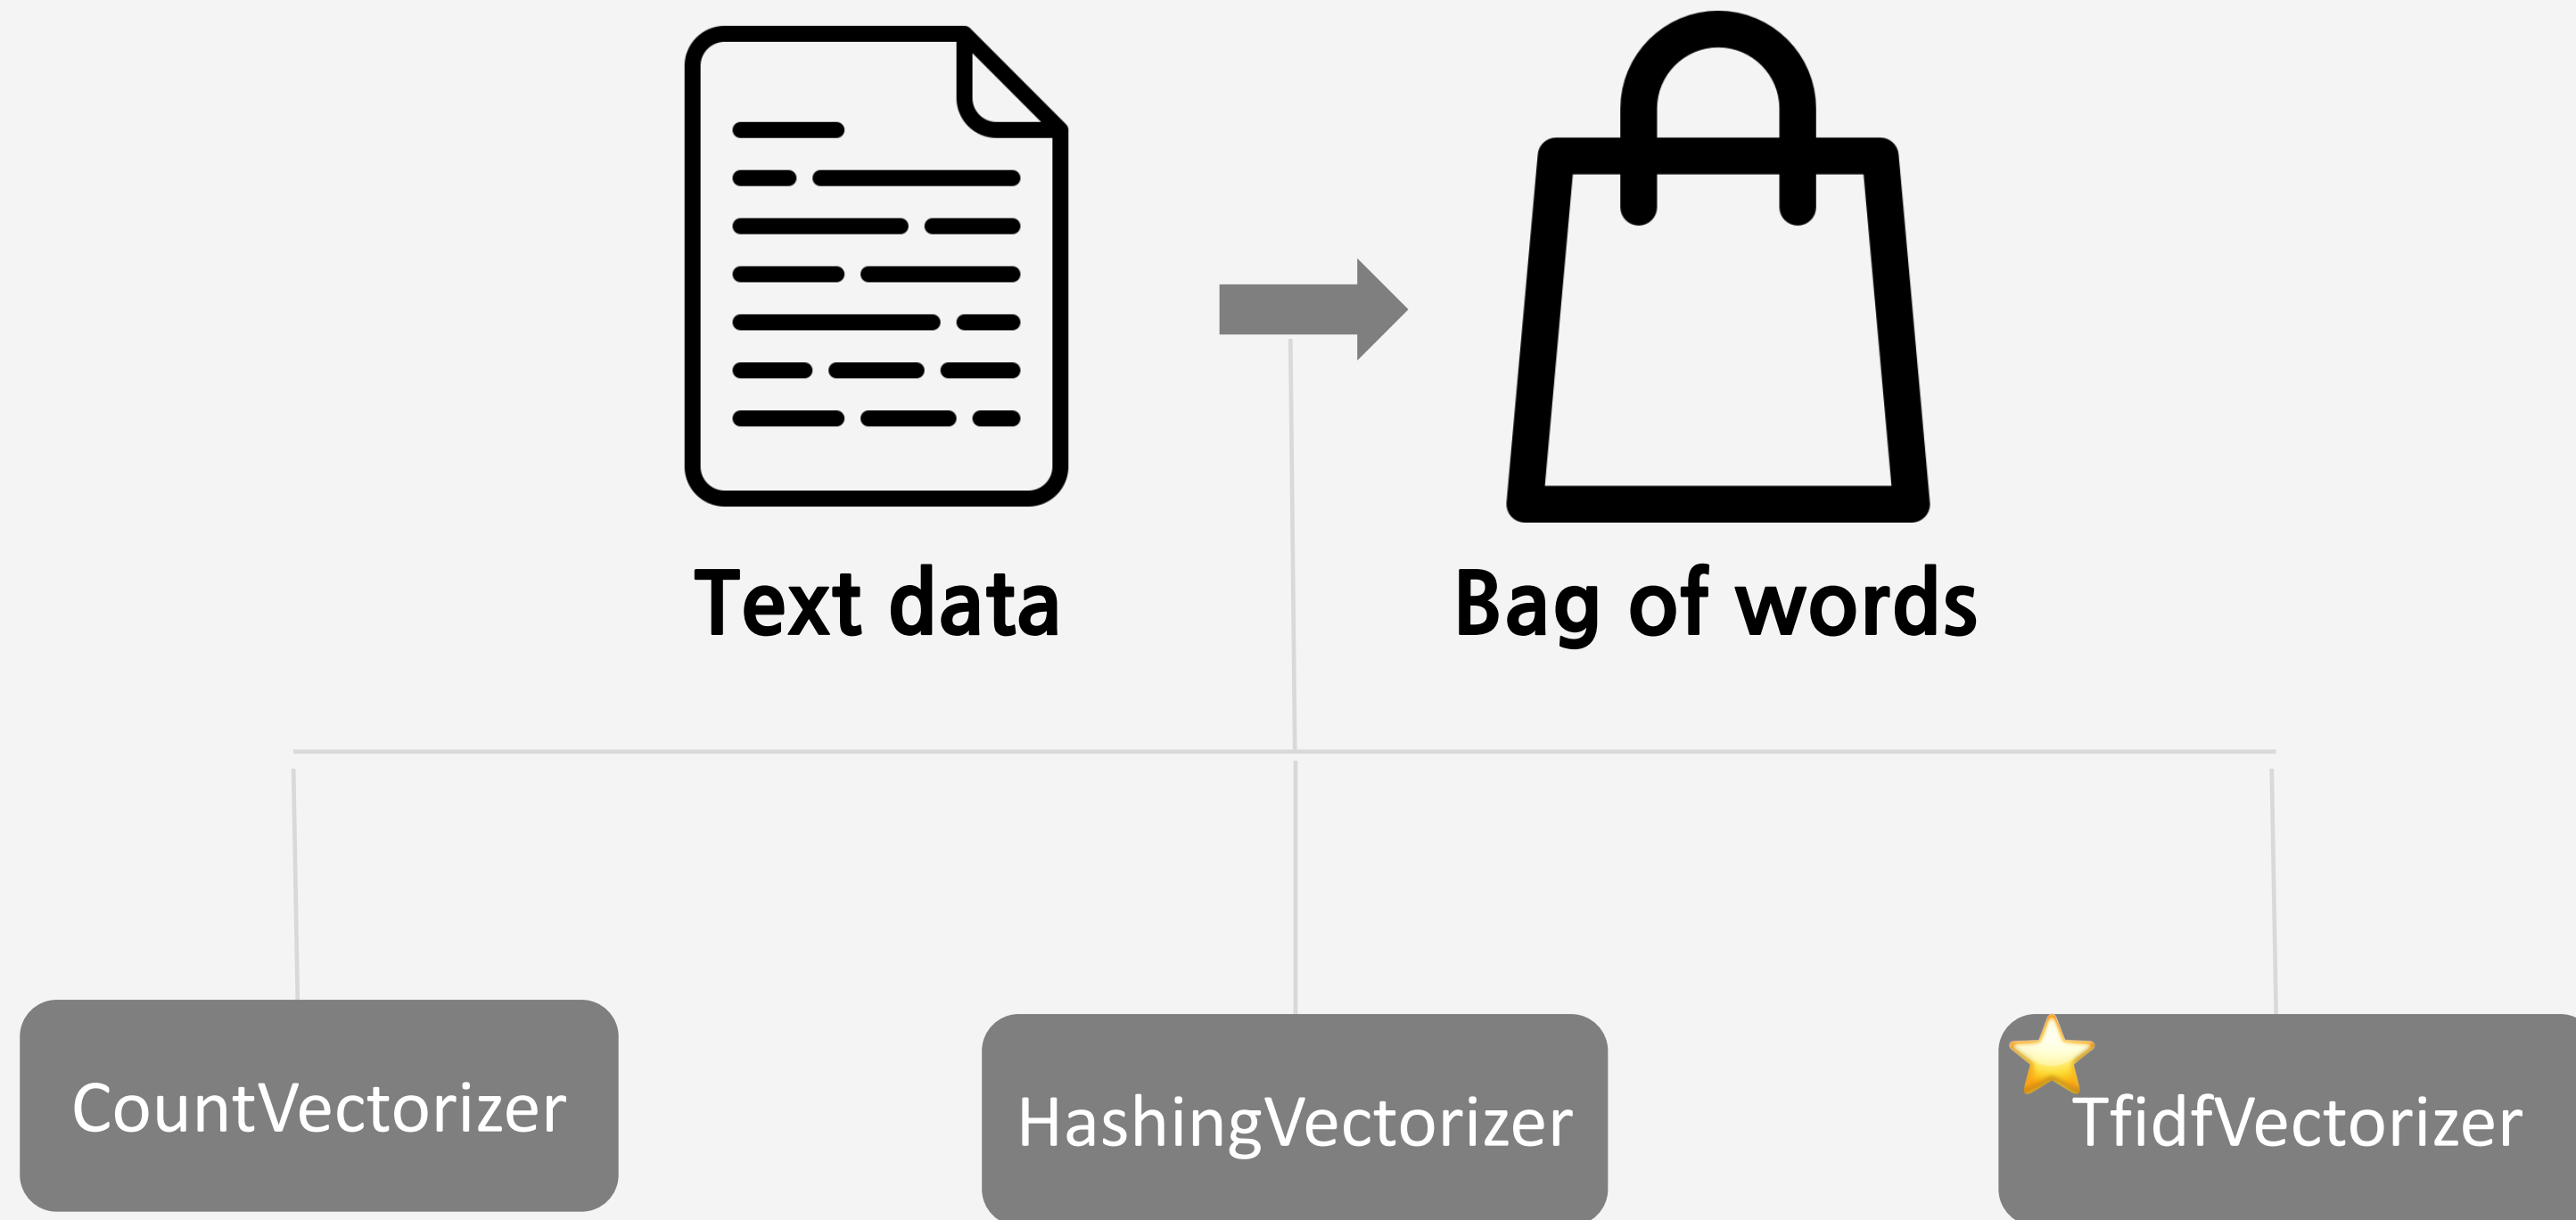 Text data
Bag of words
CountVectorizer
HashingVectorizer
TfidfVectorizer